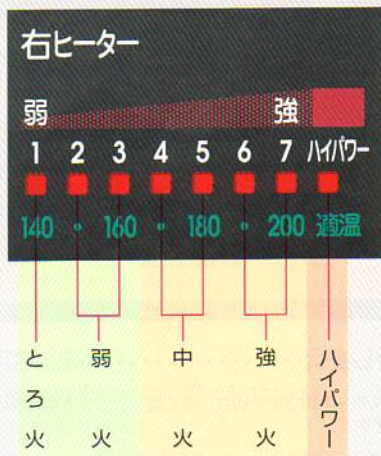 右ヒーター
弱 強
1 2 3 4 5 6 7 ハイパワー
140 • 160 • 180 • 200 適温
とろ火 弱火 中火 強火 ハイパワー